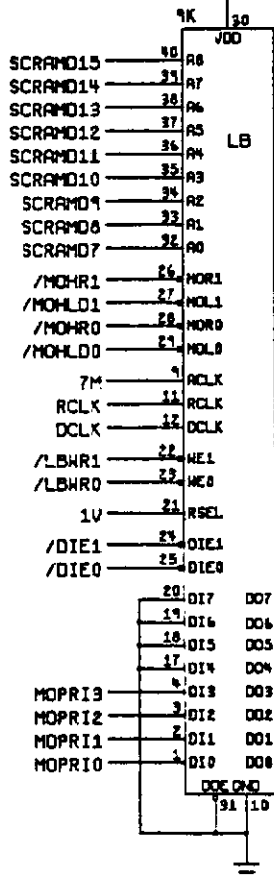 9K 30
VDD
LB
SCRAMD15 40 A8
SCRAMD14 39 A7
SCRAMD13 38 A6
SCRAMD12 37 A5
SCRAMD11 36 A4
SCRAMD10 35 A3
SCRAMD9 34 A2
SCRAMD8 33 A1
SCRAMD7 32 A0
/MOHR1 26 MOR1
/MOHLD1 27 MOL1
/MOHR0 28 MOR0
/MOHLD0 29 MOL0
7M 9 ACLK
RCLK 11 RCLK
DCLK 12 DCLK
/LBWR1 22 WE1
/LBWR0 23 WE0
1V 21 RSEL
/DIE1 24 DIE1
/DIE0 25 DIE0
20 DI7 DO7
19 DI6 DO6
18 DI5 DO5
17 DI4 DO4
MOPRI3 4 DI3 DO3
MOPRI2 3 DI2 DO2
MOPRI1 2 DI1 DO1
MOPRI0 1 DI0 DO0
DOE GND
31 10